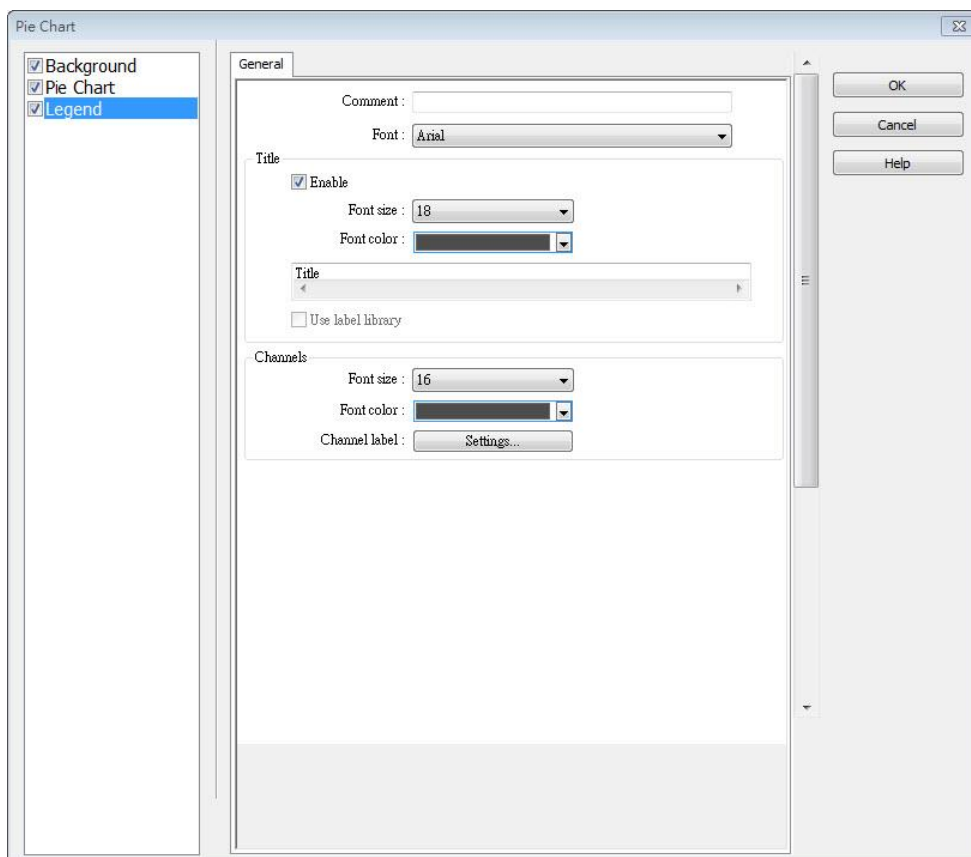 Pie Chart
Background
Pie Chart
Legend
General
Comment :
Font : Arial
Title
Enable
Font size : 18
Font color :
Title
Use label library
Channels
Font size : 16
Font color :
Channel label : Settings...
OK
Cancel
Help